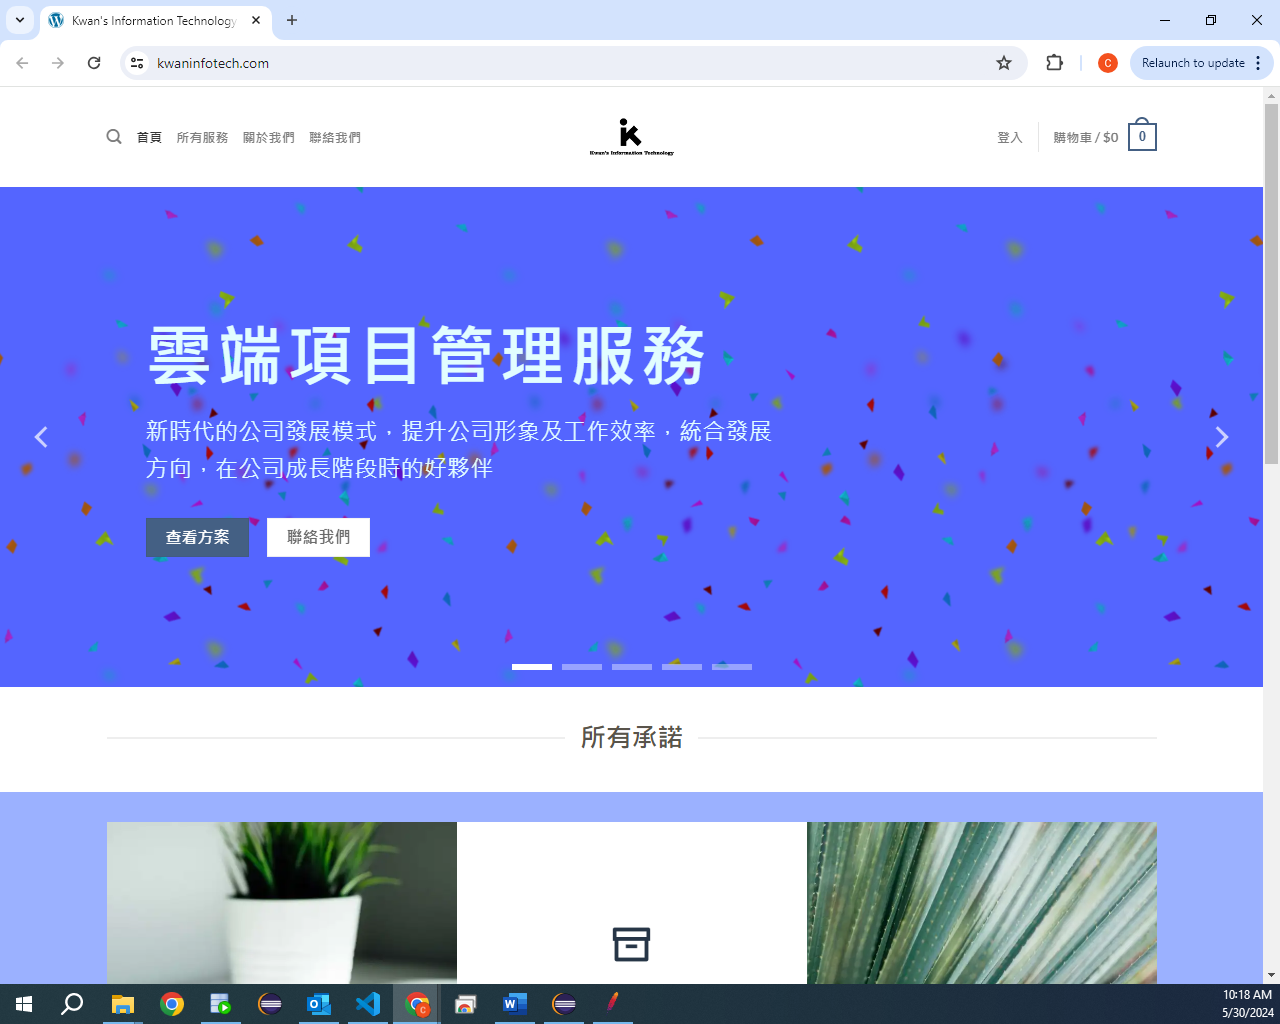 Kwan's Information Technology
kwaninfotech.com
C
Relaunch to update
首頁
所有服務
關於我們
聯絡我們
Kwan's Information Technology
登入
購物車 / $0
0
雲端項目管理服務
新時代的公司發展模式，提升公司形象及工作效率，統合發展
方向，在公司成長階段時的好夥伴
查看方案
聯絡我們
所有承諾
10:18 AM
5/30/2024